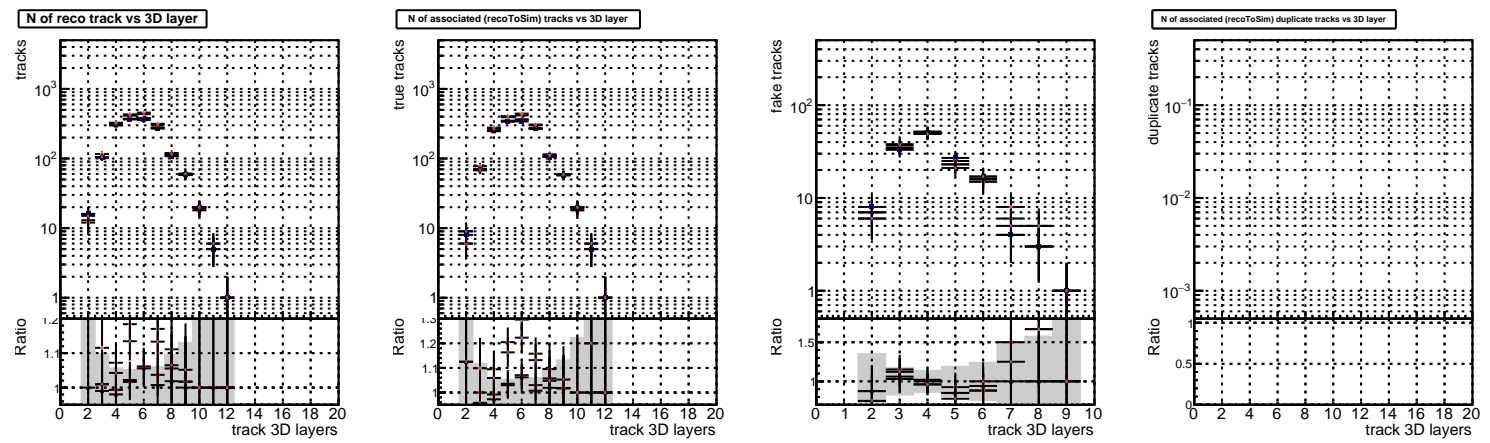 N of reco track vs 3D layer
tracks
10³
10²
10
1
Ratio
1.2
1.1
1
0 2 4 6 8 10 12 14 16 18 20
track 3D layers
N of associated (recoToSim) tracks vs 3D layer
true tracks
10³
10²
10
1
Ratio
1.3
1.2
1.1
1
0 2 4 6 8 10 12 14 16 18 20
track 3D layers
fake tracks
10²
10
1
Ratio
1.5
1
0 1 2 3 4 5 6 7 8 9 10
track 3D layers
N of associated (recoToSim) duplicate tracks vs 3D layer
duplicate tracks
10⁻¹
10⁻²
10⁻³
Ratio
1
0.5
0
0 2 4 6 8 10 12 14 16 18 20
track 3D layers